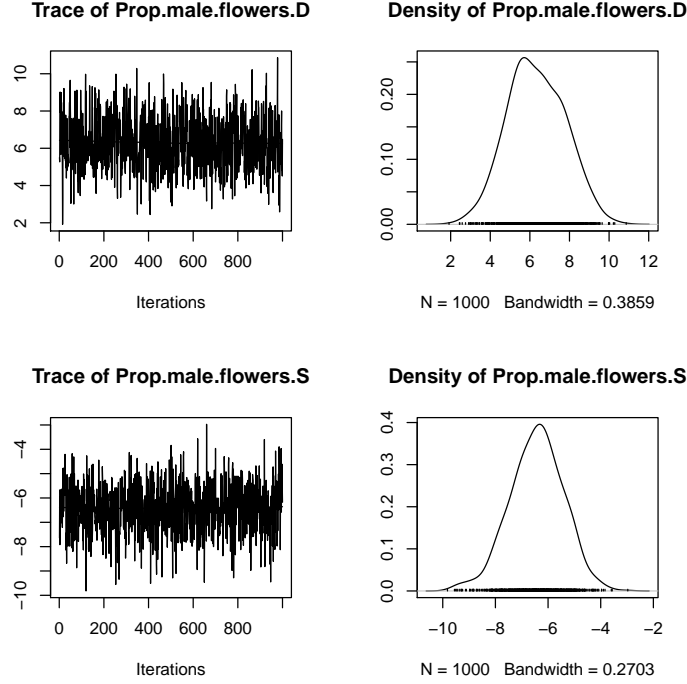 Trace of Prop.male.flowers.D
10
8
6
4
2
0 200 400 600 800
Iterations
Density of Prop.male.flowers.D
0.20
0.10
0.00
2 4 6 8 10 12
N = 1000 Bandwidth = 0.3859
Trace of Prop.male.flowers.S
−4
−6
−8
−10
0 200 400 600 800
Iterations
Density of Prop.male.flowers.S
0.4
0.3
0.2
0.1
0.0
−10 −8 −6 −4 −2
N = 1000 Bandwidth = 0.2703